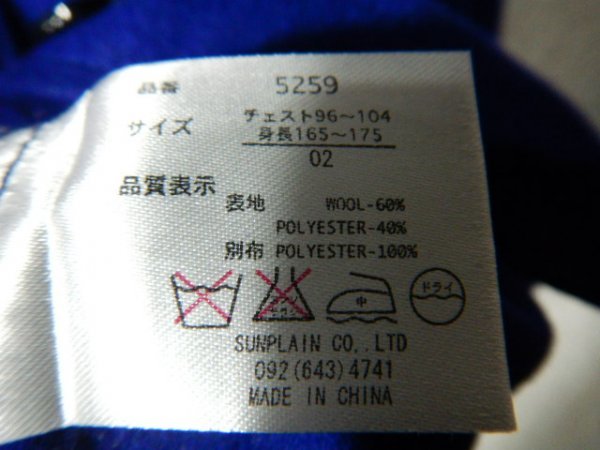 品番 5259
サイズ チェスト96〜104
身長165〜175
02
品質表示
表地 WOOL-60%
POLYESTER-40%
別布 POLYESTER-100%
中 ドライ
SUNPLAIN CO.,LTD
092(643)4741
MADE IN CHINA